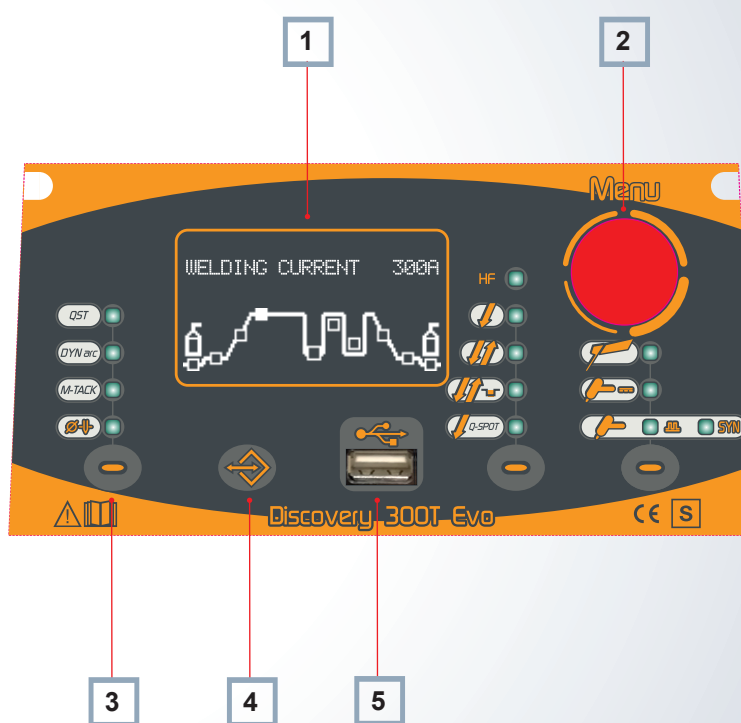 1 2
Menu
WELDING CURRENT 300A
HF
QST
DYN arc
M-TACK
Ø
Q-SPOT
SYN
Discovery 300T Evo
CE S
3 4 5